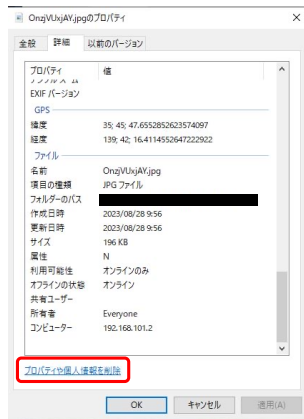 OnzjVUxjAY.jpgのプロパティ
全般 詳細 以前のバージョン
プロパティ 値
EXIF バージョン
GPS
緯度 35; 45; 47.6552852623574097
経度 139; 42; 16.4114552647222922
ファイル
名前 OnzjVUxjAY.jpg
項目の種類 JPG ファイル
フォルダーのパス
作成日時 2023/08/28 9:56
更新日時 2023/08/28 9:56
サイズ 196 KB
属性 N
利用可能性 オンラインのみ
オフラインの状態 オンライン
共有ユーザー
所有者 Everyone
コンピューター 192.168.101.2
プロパティや個人情報を削除
OK キャンセル 適用(A)